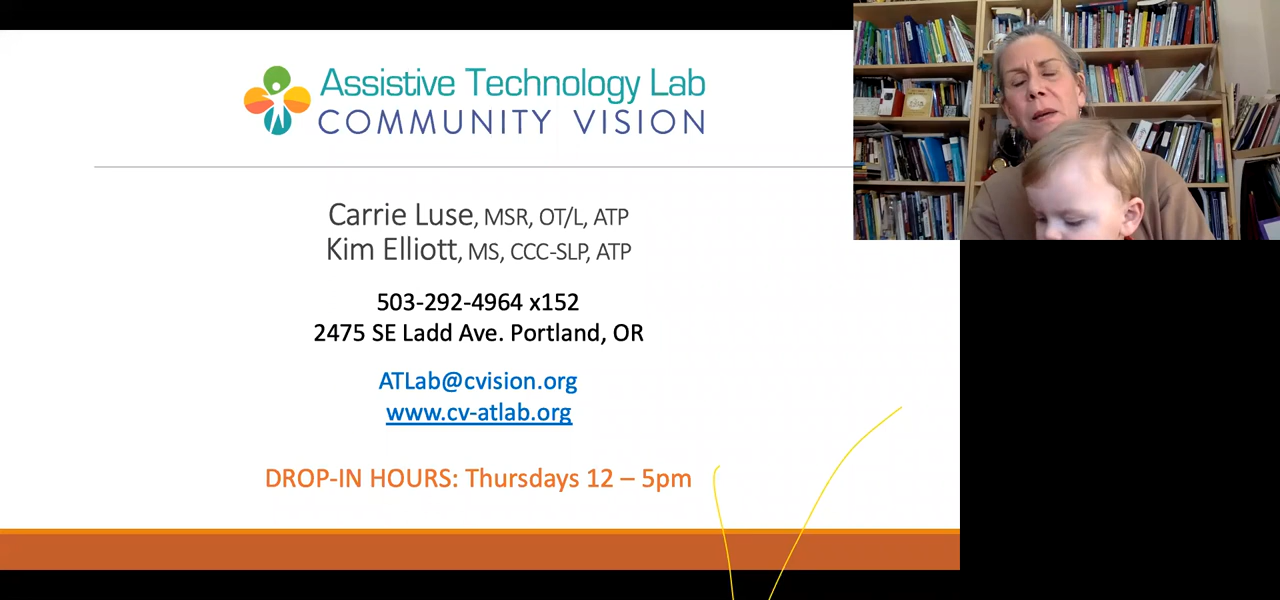 Assistive Technology Lab
COMMUNITY VISION
Carrie Luse, MSR, OT/L, ATP
Kim Elliott, MS, CCC-SLP, ATP
503-292-4964 x152
2475 SE Ladd Ave. Portland, OR
ATLab@cvision.org
www.cv-atlab.org
DROP-IN HOURS: Thursdays 12 – 5pm